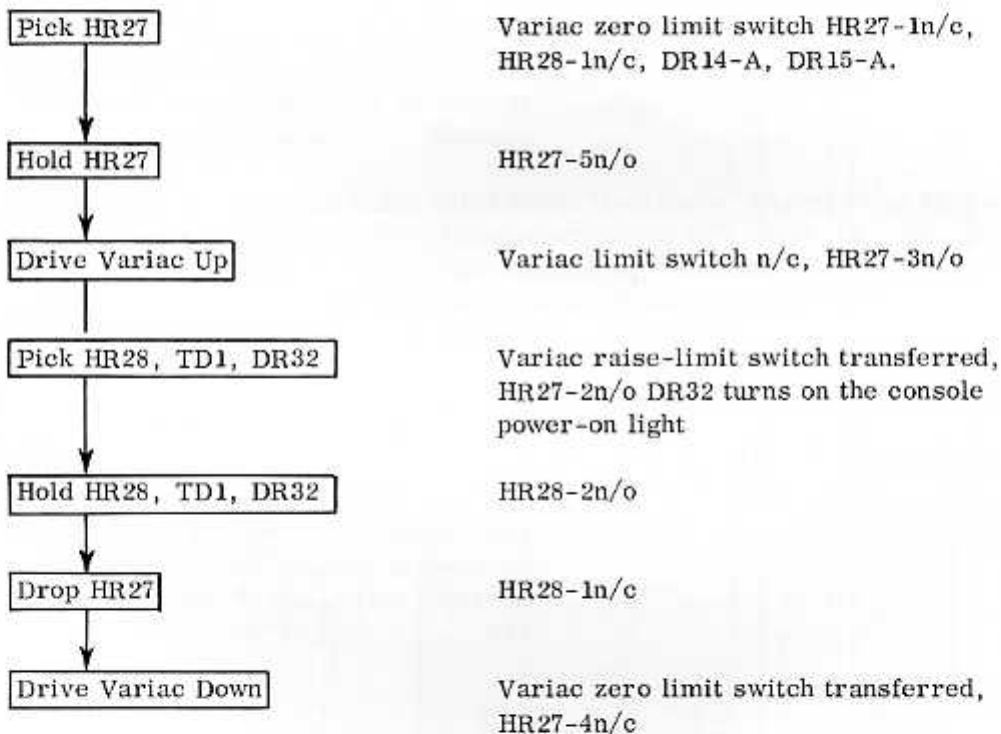 Pick HR27
Variac zero limit switch HR27-1n/c,
HR28-1n/c, DR14-A, DR15-A.
Hold HR27
HR27-5n/o
Drive Variac Up
Variac limit switch n/c, HR27-3n/o
Pick HR28, TD1, DR32
Variac raise-limit switch transferred,
HR27-2n/o DR32 turns on the console
power-on light
Hold HR28, TD1, DR32
HR28-2n/o
Drop HR27
HR28-1n/c
Drive Variac Down
Variac zero limit switch transferred,
HR27-4n/c